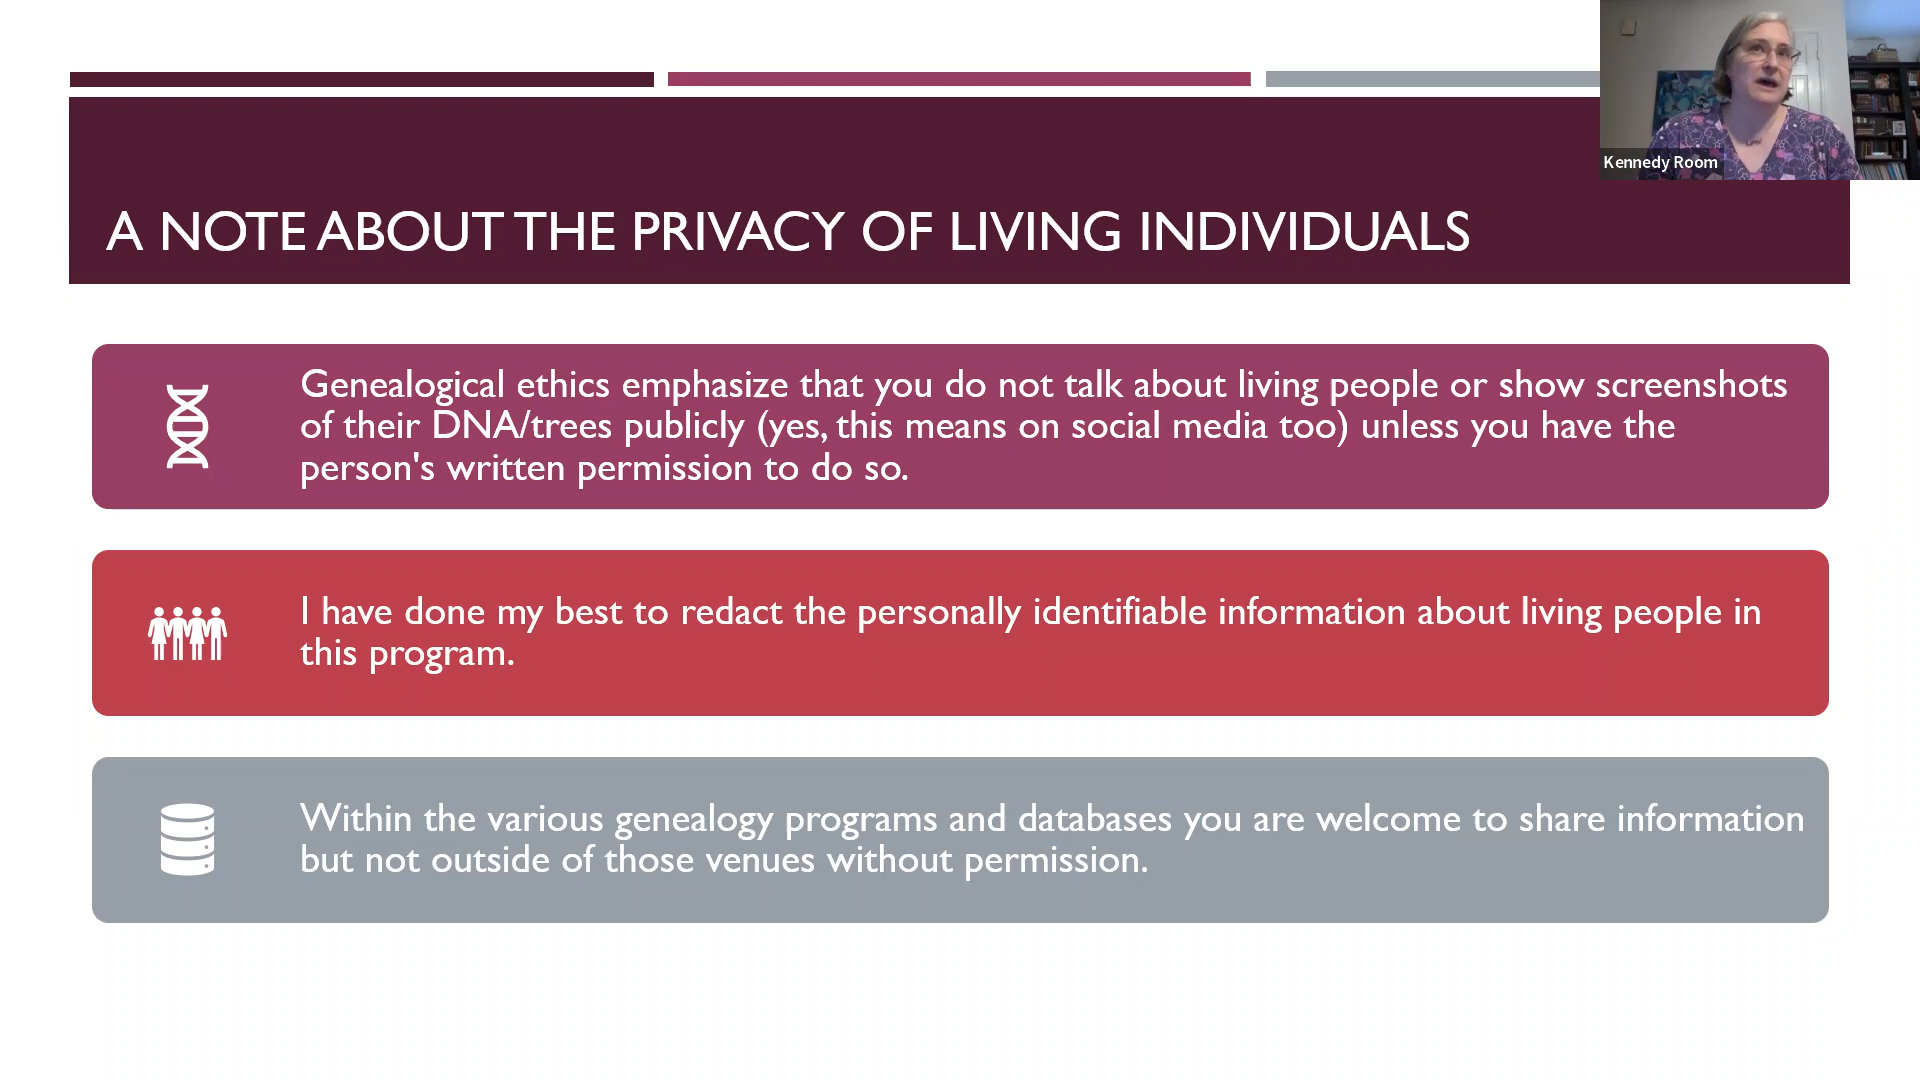 Kennedy Room
A NOTE ABOUT THE PRIVACY OF LIVING INDIVIDUALS
Genealogical ethics emphasize that you do not talk about living people or show screenshots
of their DNA/trees publicly (yes, this means on social media too) unless you have the
person's written permission to do so.
I have done my best to redact the personally identifiable information about living people in
this program.
Within the various genealogy programs and databases you are welcome to share information
but not outside of those venues without permission.